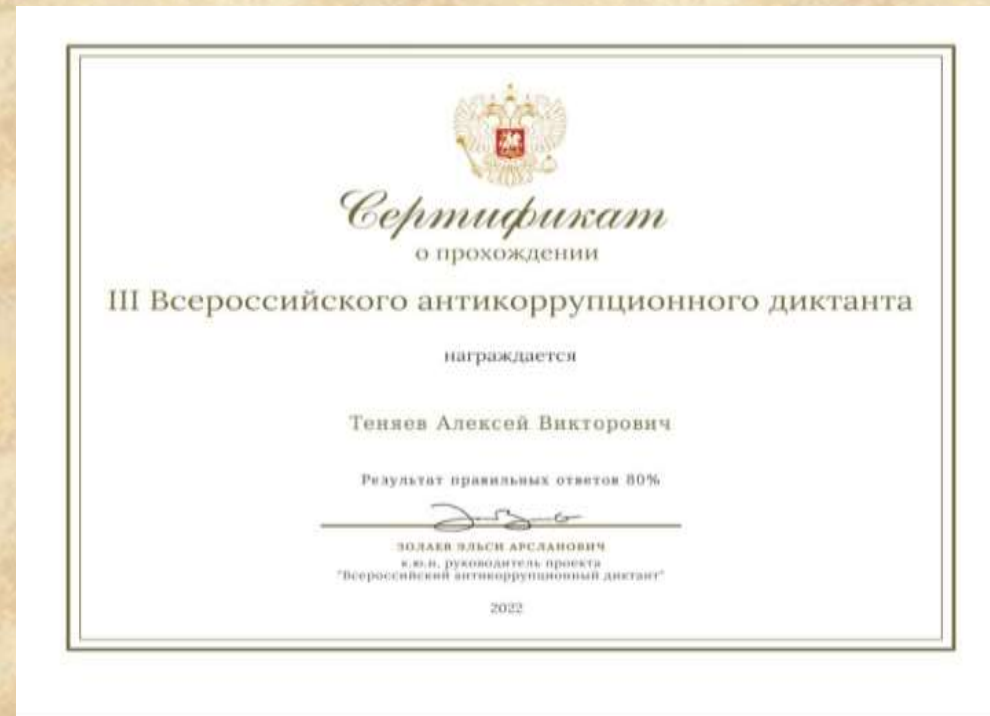 Сертификат
о прохождении
III Всероссийского антикоррупционного диктанта
награждается
Теняев Алексей Викторович
Результат правильных ответов 80%
ЗОЛАЕВ ЭЛЬСИ АРСЛАНОВИЧ
к.ю.н, руководитель проекта
"Всероссийский антикоррупционный диктант"
2022